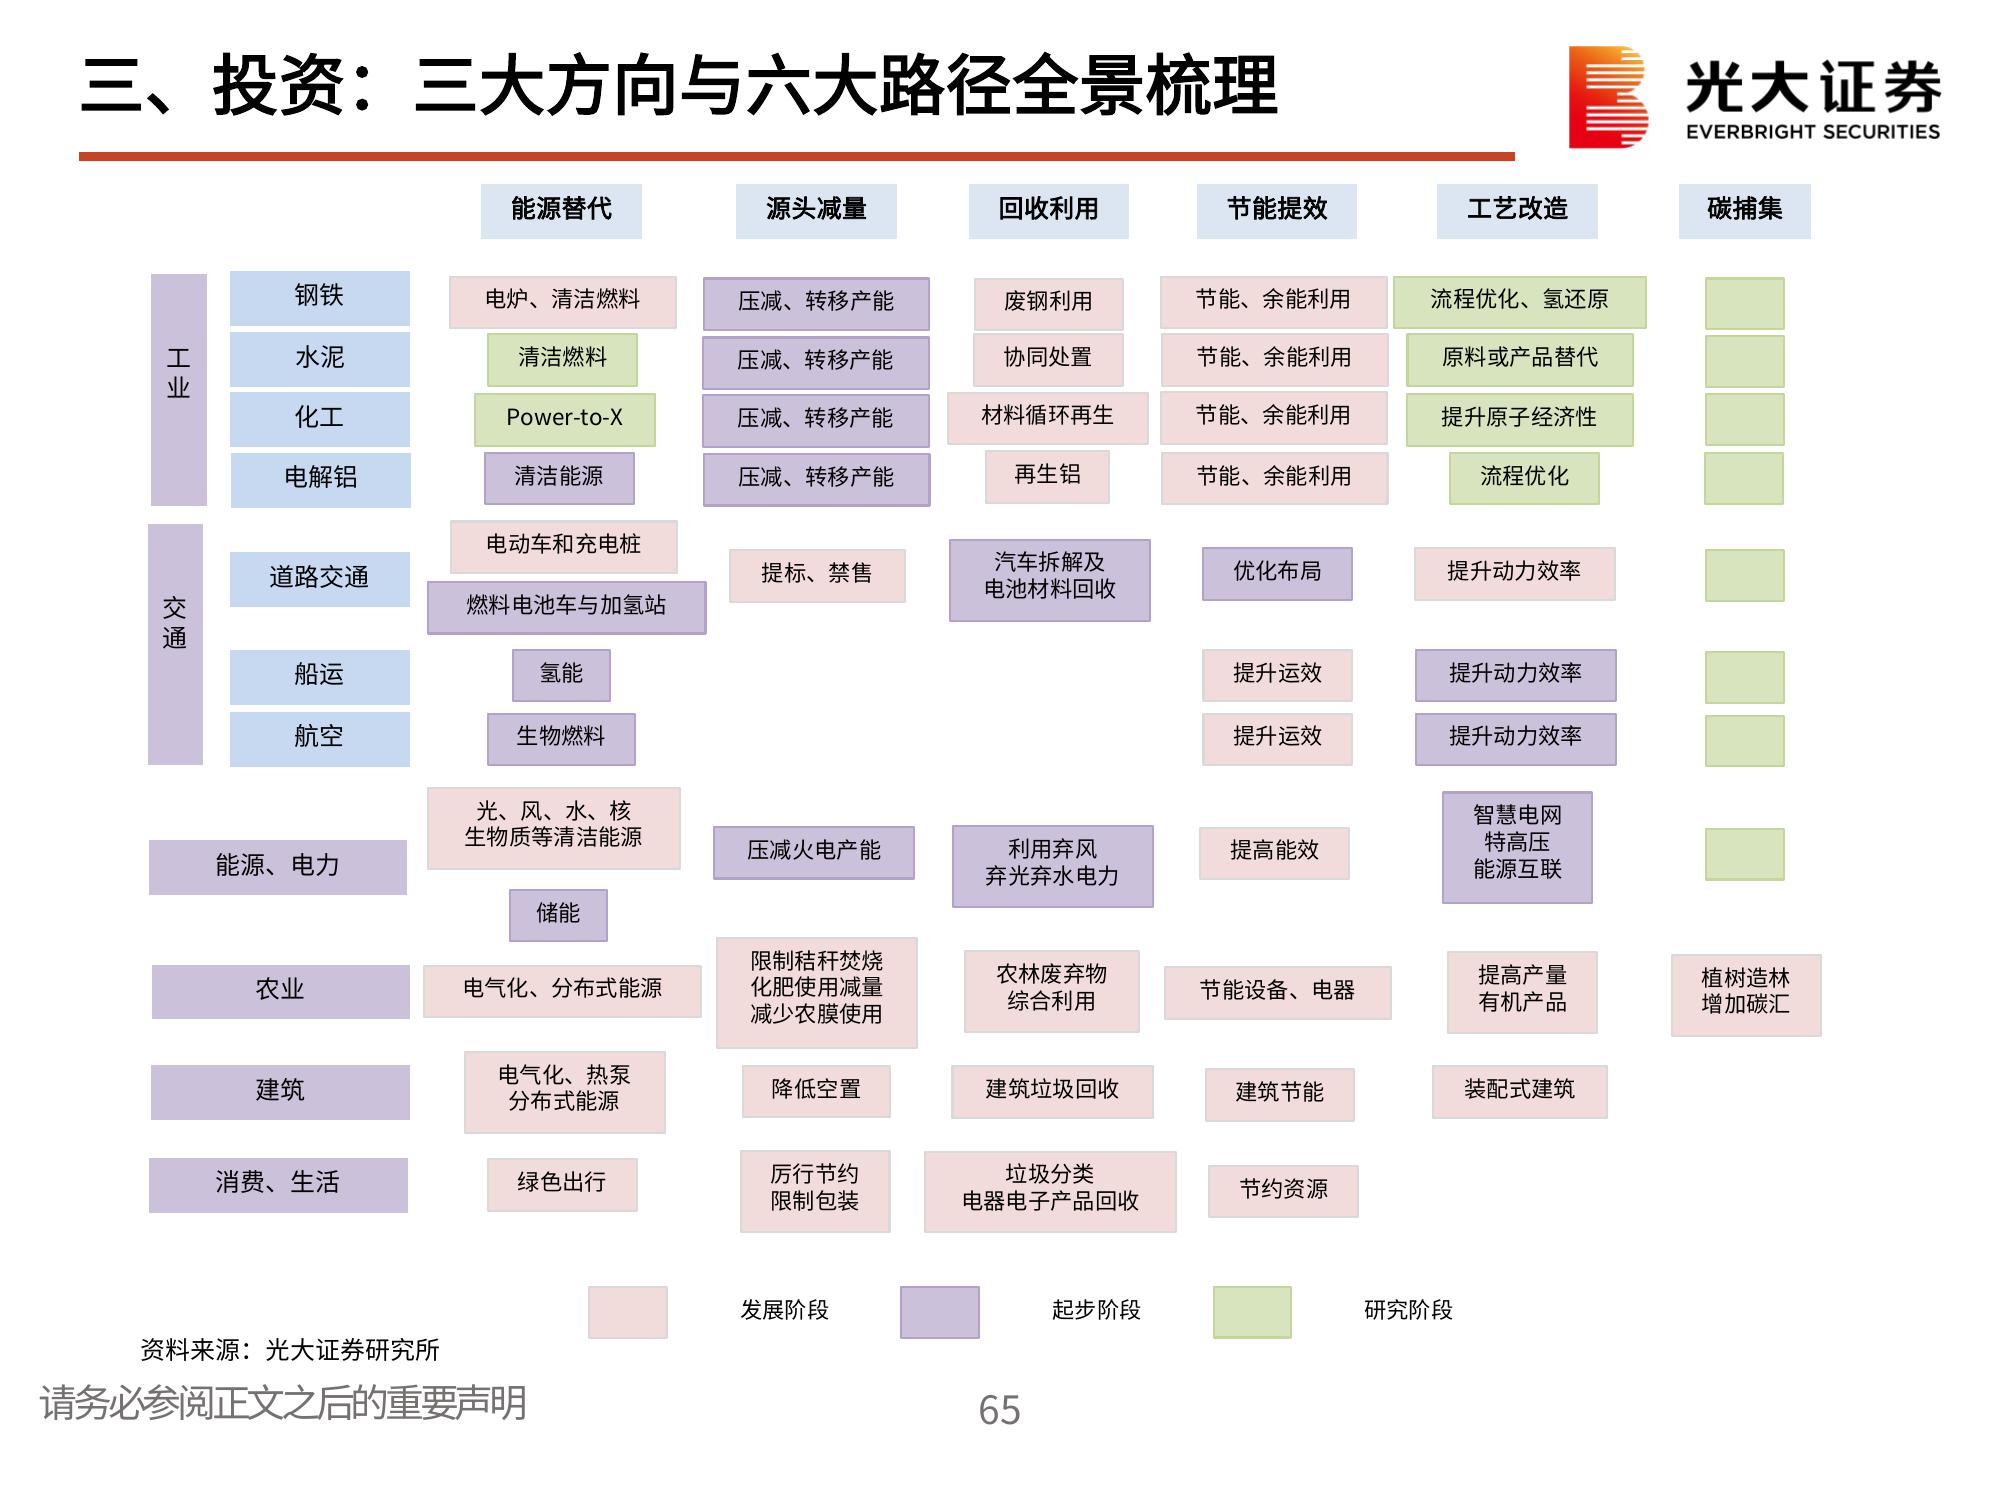 三、投资：三大方向与六大路径全景梳理
光大证券
EVERBRIGHT SECURITIES
能源替代 源头减量 回收利用 节能提效 工艺改造 碳捕集
工业
钢铁 电炉、清洁燃料 压减、转移产能 废钢利用 节能、余能利用 流程优化、氢还原
水泥 清洁燃料 压减、转移产能 协同处置 节能、余能利用 原料或产品替代
化工 Power-to-X 压减、转移产能 材料循环再生 节能、余能利用 提升原子经济性
电解铝 清洁能源 压减、转移产能 再生铝 节能、余能利用 流程优化
交通
道路交通
电动车和充电桩
燃料电池车与加氢站
提标、禁售
汽车拆解及
电池材料回收
优化布局
提升动力效率
船运 氢能 提升运效 提升动力效率
航空 生物燃料 提升运效 提升动力效率
能源、电力
光、风、水、核
生物质等清洁能源
储能
压减火电产能
利用弃风
弃光弃水电力
提高能效
智慧电网
特高压
能源互联
农业
电气化、分布式能源
限制秸秆焚烧
化肥使用减量
减少农膜使用
农林废弃物
综合利用
节能设备、电器
提高产量
有机产品
植树造林
增加碳汇
建筑
电气化、热泵
分布式能源
降低空置
建筑垃圾回收
建筑节能
装配式建筑
消费、生活
绿色出行
厉行节约
限制包装
垃圾分类
电器电子产品回收
节约资源
发展阶段 起步阶段 研究阶段
资料来源：光大证券研究所
请务必参阅正文之后的重要声明
65